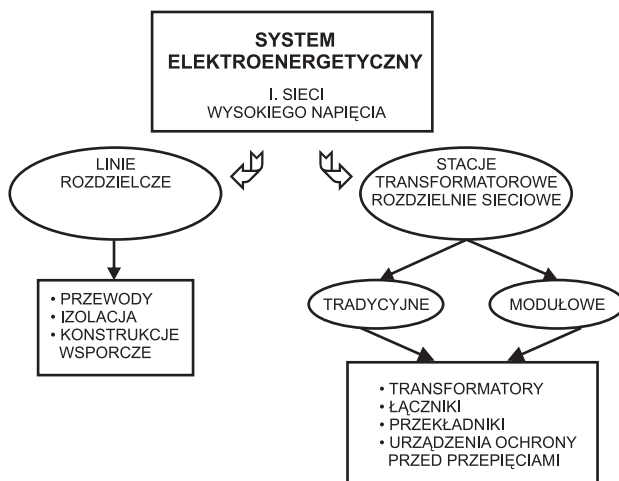 SYSTEM
ELEKTROENERGETYCZNY
I. SIECI
WYSOKIEGO NAPIĘCIA
LINIE
ROZDZIELCZE
STACJE
TRANSFORMATOROWE
ROZDZIELNIE SIECIOWE
• PRZEWODY
• IZOLACJA
• KONSTRUKCJE
WSPORCZE
TRADYCYJNE
MODUŁOWE
• TRANSFORMATORY
• ŁĄCZNIKI
• PRZEKŁADNIKI
• URZĄDZENIA OCHRONY
PRZED PRZEPIĘCIAMI